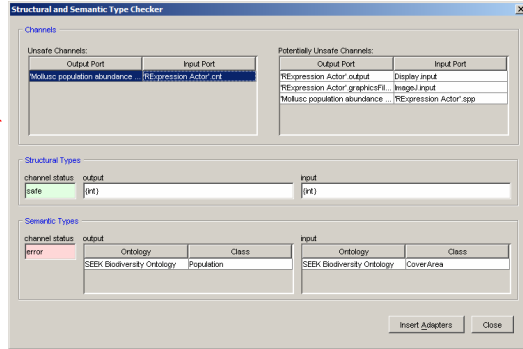 Structural and Semantic Type Checker
Channels
Unsafe Channels:
Output Port Input Port
'Mollusc population abundance ... 'RExpression Actor'.cnt
Potentially Unsafe Channels:
Output Port Input Port
'RExpression Actor'.output Display.input
'RExpression Actor'.graphicsFil... ImageJ.input
'Mollusc population abundance ... 'RExpression Actor'.spp
Structural Types
channel status output input
safe {int} {int}
Semantic Types
channel status output input
error
Ontology Class Ontology Class
SEEK Biodiversity Ontology Population SEEK Biodiversity Ontology CoverArea
Insert Adapters Close